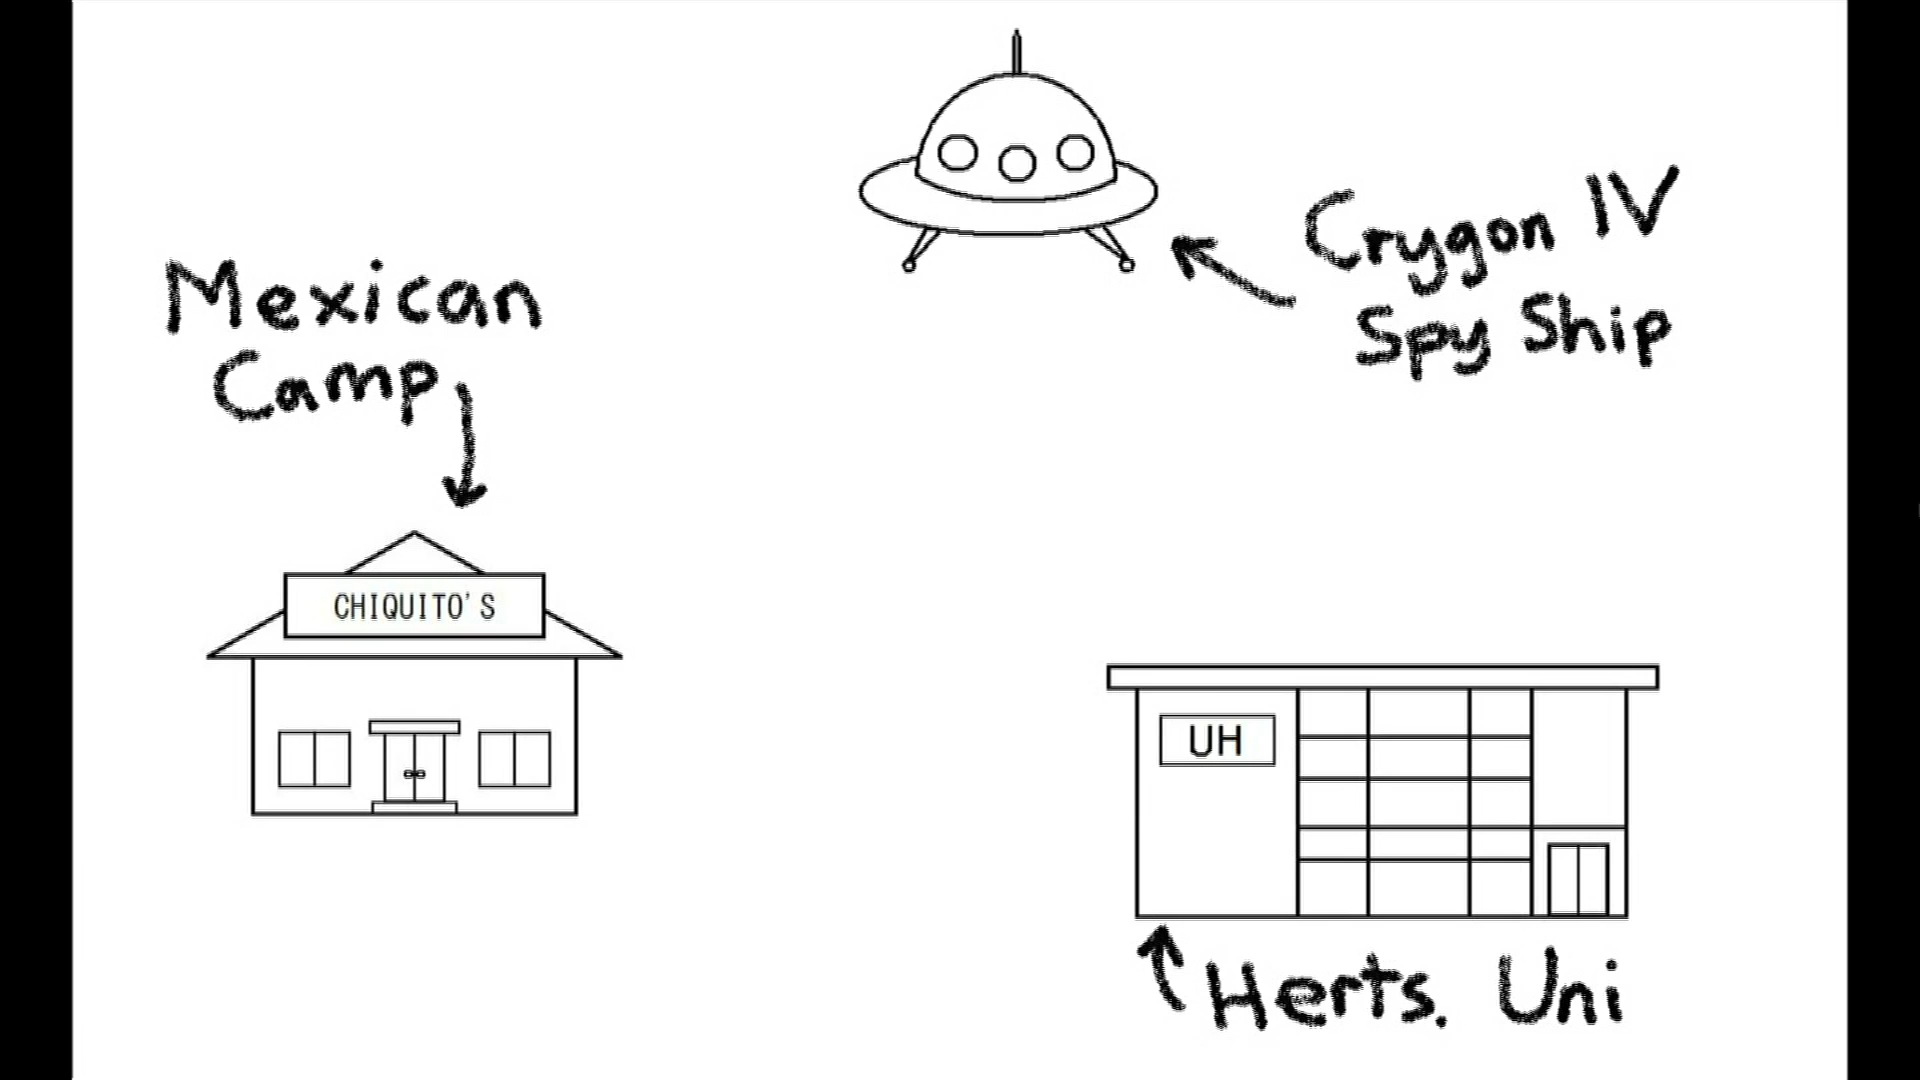 Crygon IV
Spy Ship
Mexican
Camp
CHIQUITO'S
UH
Herts. Uni